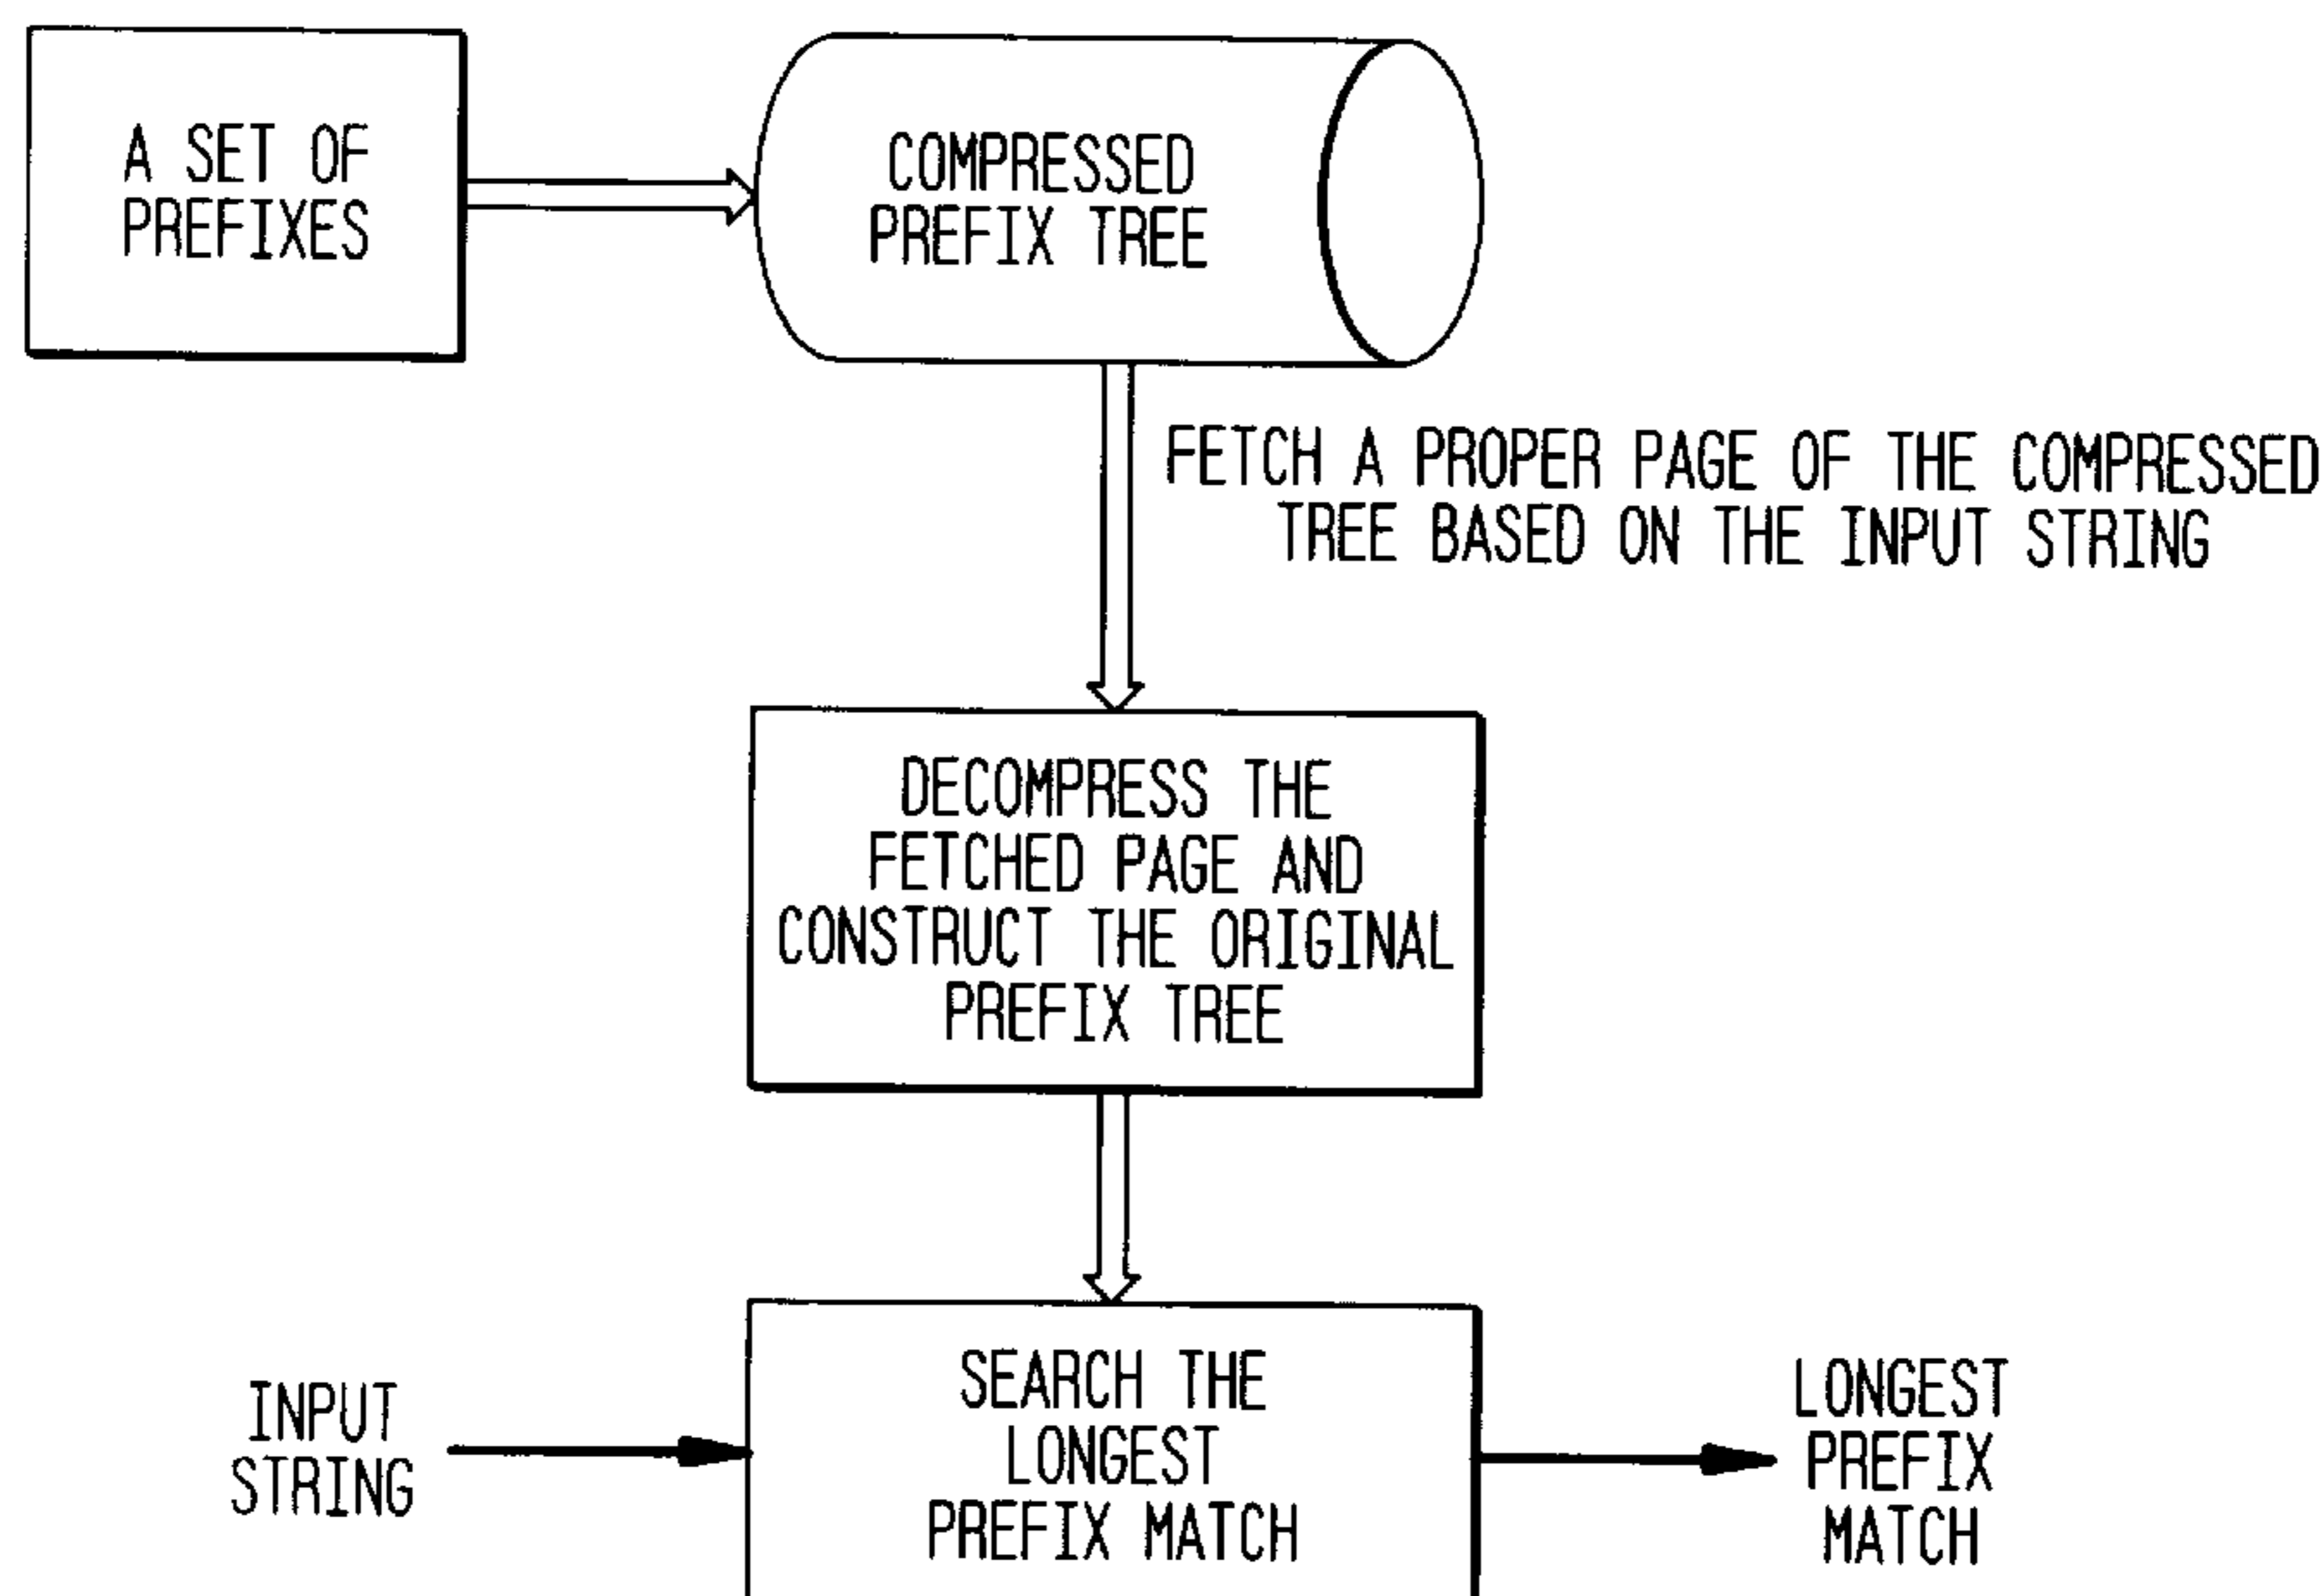 A SET OF
PREFIXES
COMPRESSED
PREFIX TREE
FETCH A PROPER PAGE OF THE COMPRESSED
TREE BASED ON THE INPUT STRING
DECOMPRESS THE
FETCHED PAGE AND
CONSTRUCT THE ORIGINAL
PREFIX TREE
INPUT
STRING
SEARCH THE
LONGEST
PREFIX MATCH
LONGEST
PREFIX
MATCH